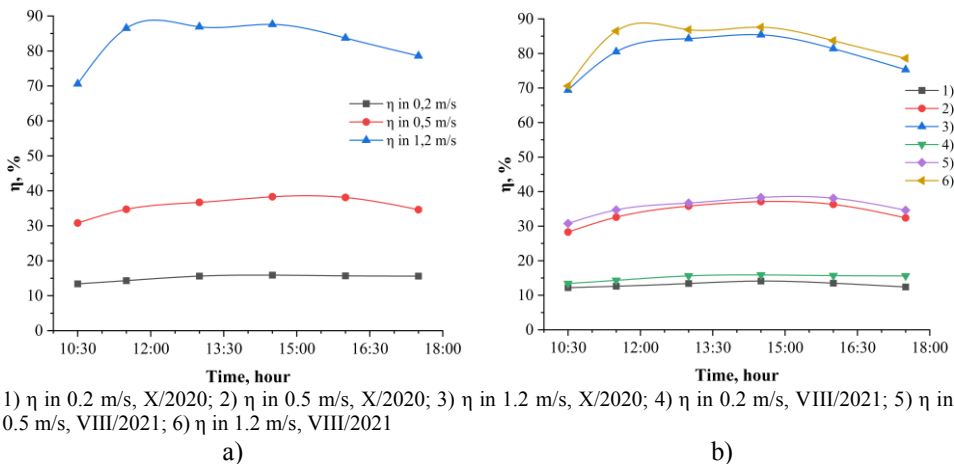 90
80
70
60
50
40
30
20
10
0
η, %
η in 0,2 m/s
η in 0,5 m/s
η in 1,2 m/s
10:30 12:00 13:30 15:00 16:30 18:00
Time, hour
90
80
70
60
50
40
30
20
10
0
η, %
1)
2)
3)
4)
5)
6)
10:30 12:00 13:30 15:00 16:30 18:00
Time, hour
1) η in 0.2 m/s, X/2020; 2) η in 0.5 m/s, X/2020; 3) η in 1.2 m/s, X/2020; 4) η in 0.2 m/s, VIII/2021; 5) η in
0.5 m/s, VIII/2021; 6) η in 1.2 m/s, VIII/2021
a) b)